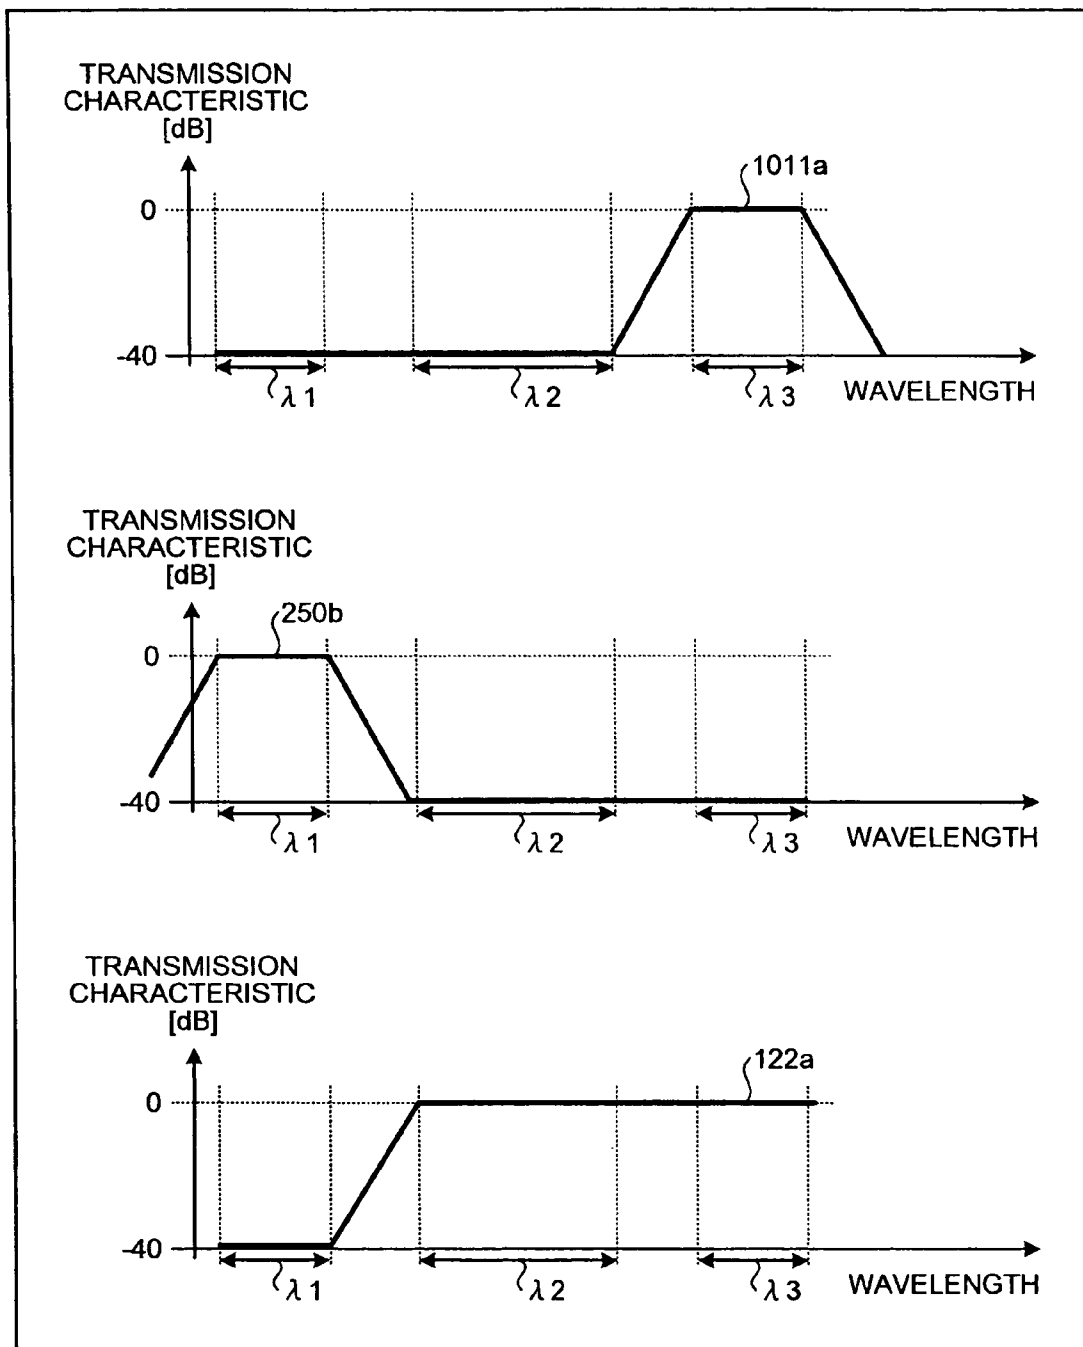 TRANSMISSION
CHARACTERISTIC
[dB]
1011a
0
-40
λ1
λ2
λ3
WAVELENGTH
TRANSMISSION
CHARACTERISTIC
[dB]
250b
0
-40
λ1
λ2
λ3
WAVELENGTH
TRANSMISSION
CHARACTERISTIC
[dB]
122a
0
-40
λ1
λ2
λ3
WAVELENGTH